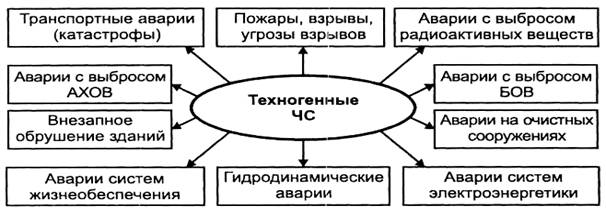 Транспортные аварии
(катастрофы)
Пожары, взрывы,
угрозы взрывов
Аварии с выбросом
радиоактивных веществ
Аварии с выбросом
АХОВ
Техногенные
ЧС
Аварии с выбросом
БОВ
Внезапное
обрушение зданий
Аварии на очистных
сооружениях
Аварии систем
жизнеобеспечения
Гидродинамические
аварии
Аварии систем
электроэнергетики